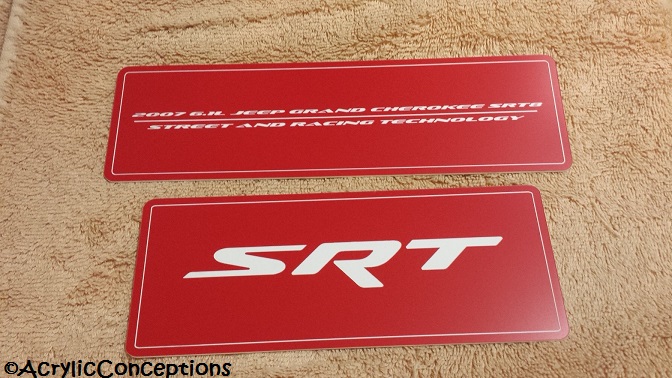 2007 6.1L JEEP GRAND CHEROKEE SRT8
STREET AND RACING TECHNOLOGY
SRT
©AcrylicConceptions